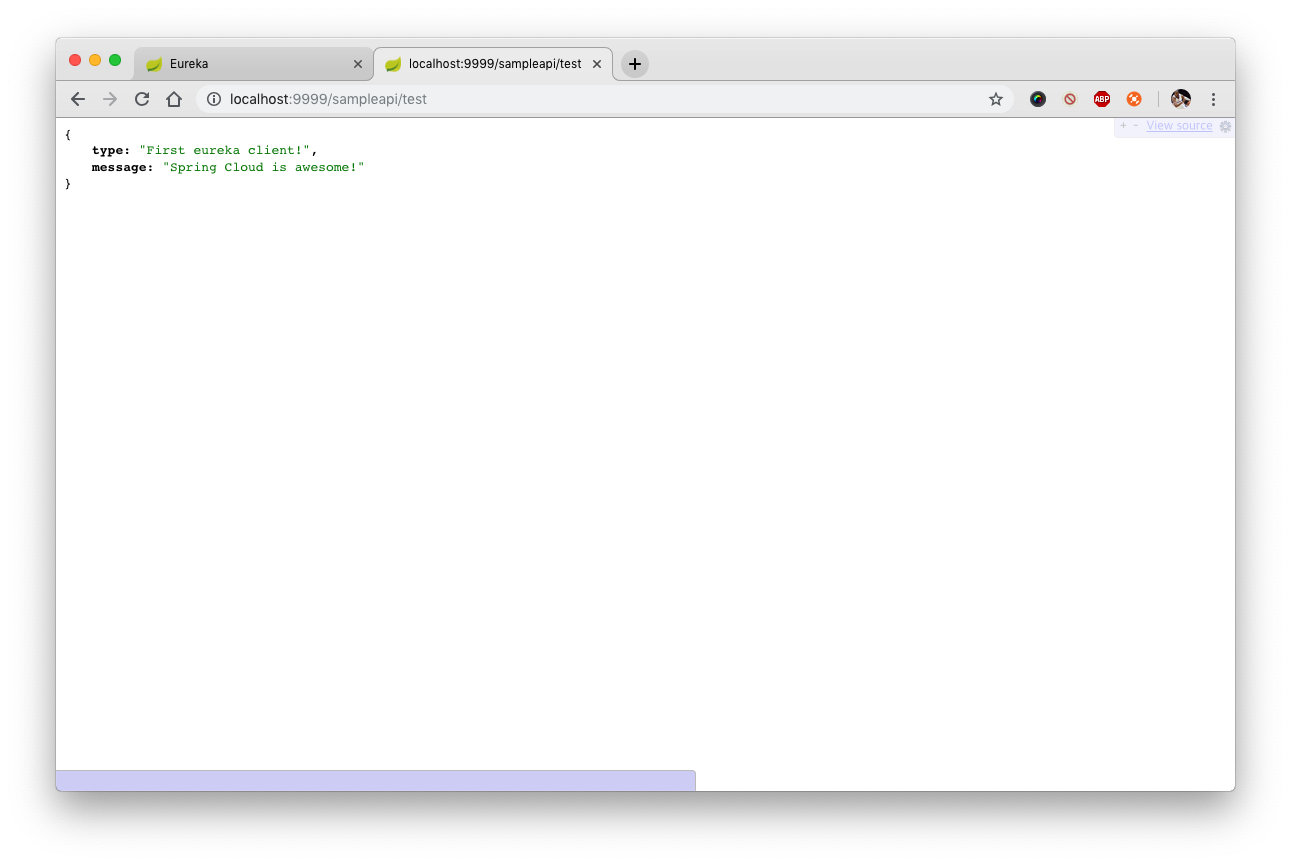 Eureka
localhost:9999/sampleapi/test
localhost:9999/sampleapi/test
ABP
+ - View source
{
type: "First eureka client!",
message: "Spring Cloud is awesome!"
}